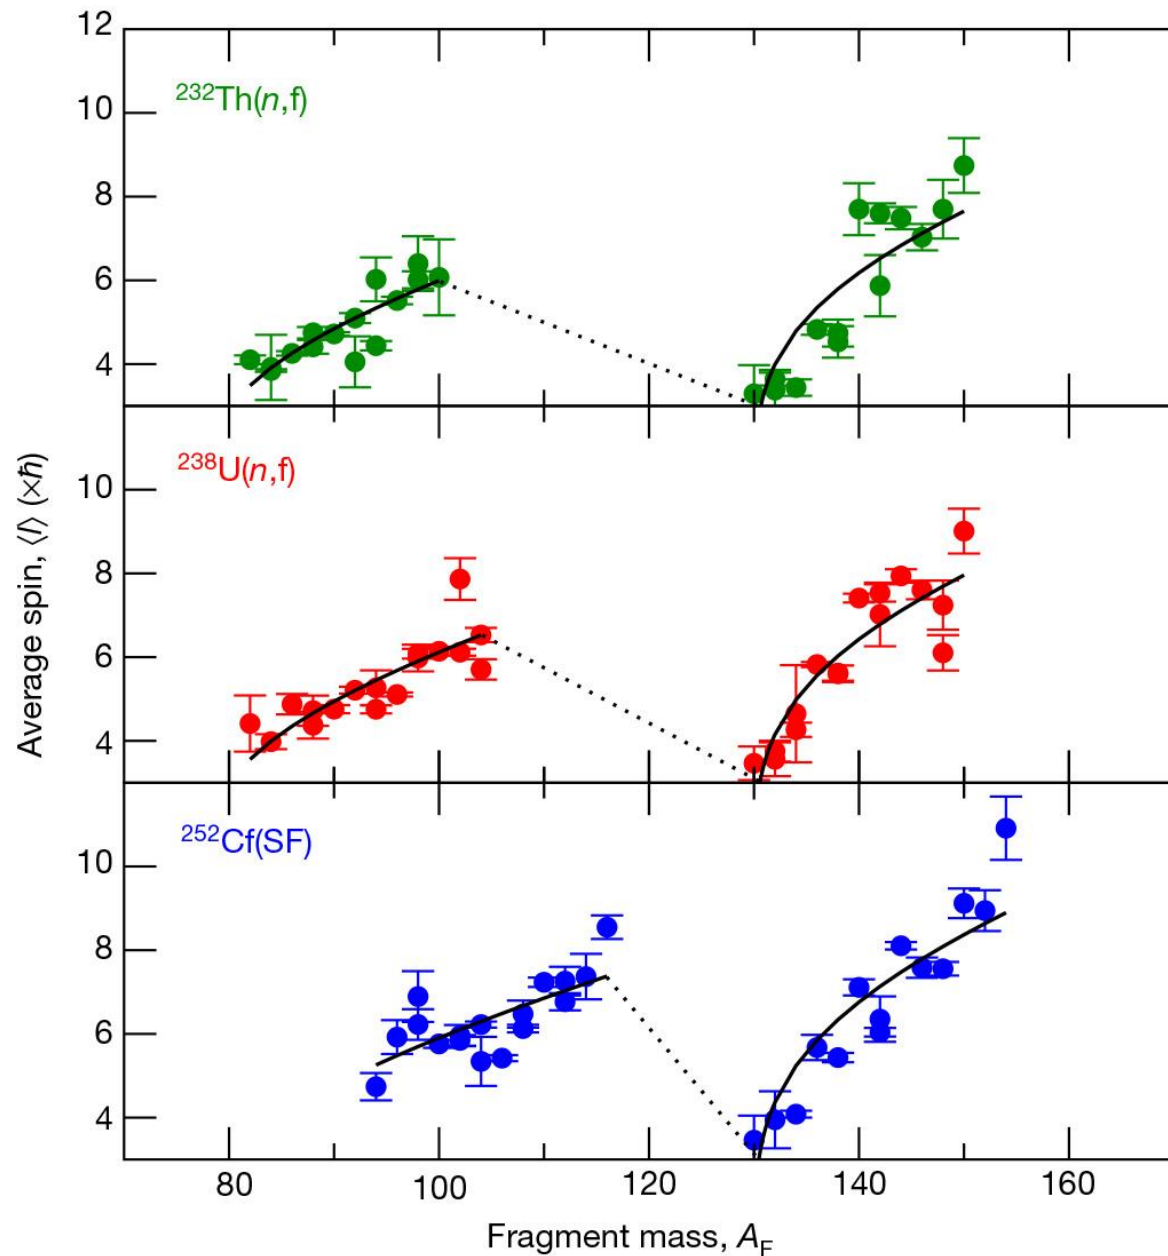 12
²³²Th(n,f)
10
8
6
4
²³⁸U(n,f)
10
8
6
4
Average spin, ⟨I⟩ (×ℏ)
²⁵²Cf(SF)
10
8
6
4
80 100 120 140 160
Fragment mass, A_F